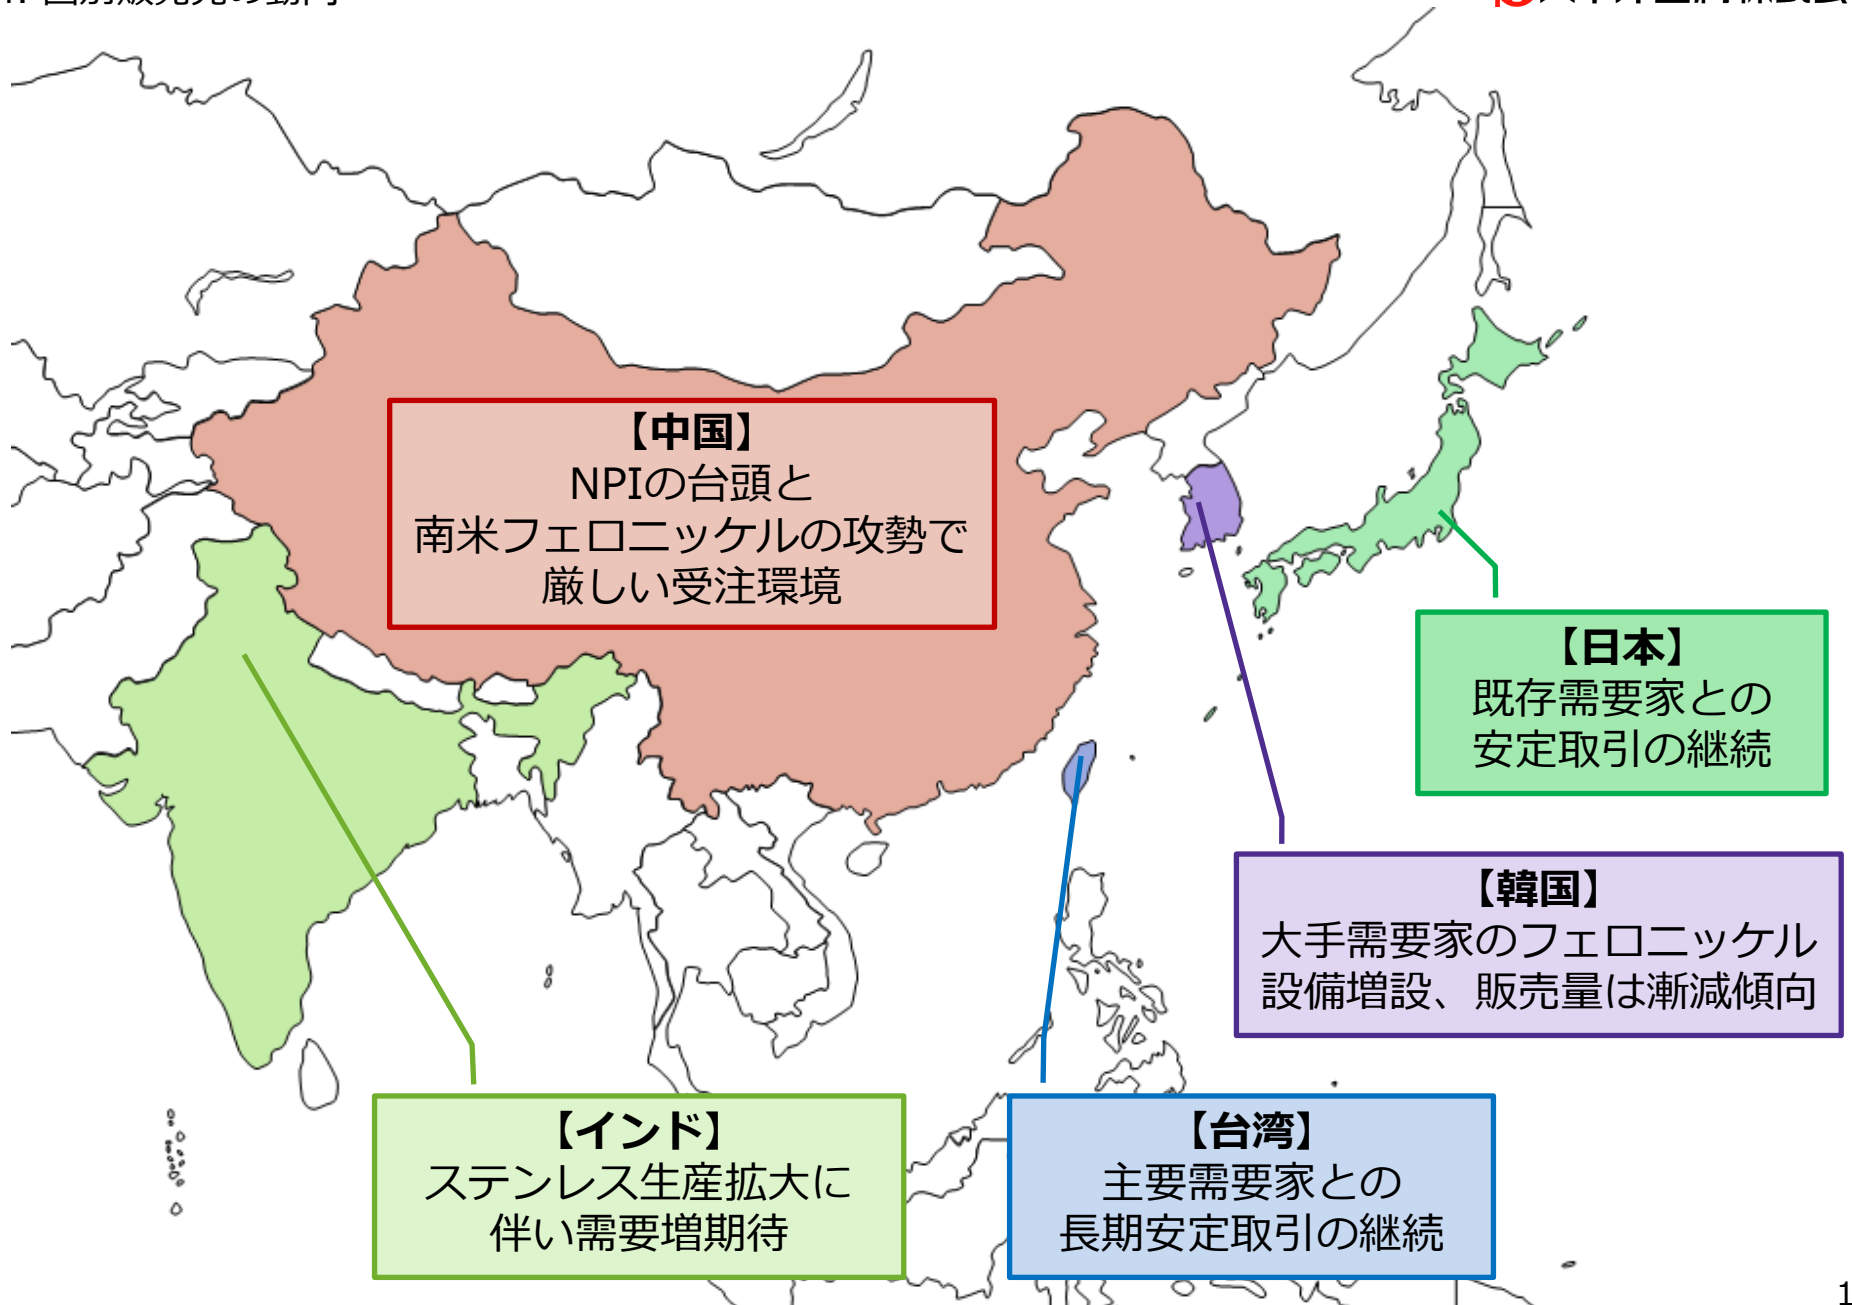 【中国】
NPIの台頭と
南米フェロニッケルの攻勢で
厳しい受注環境
【日本】
既存需要家との
安定取引の継続
【韓国】
大手需要家のフェロニッケル
設備増設、販売量は漸減傾向
【インド】
ステンレス生産拡大に
伴い需要増期待
【台湾】
主要需要家との
長期安定取引の継続
1